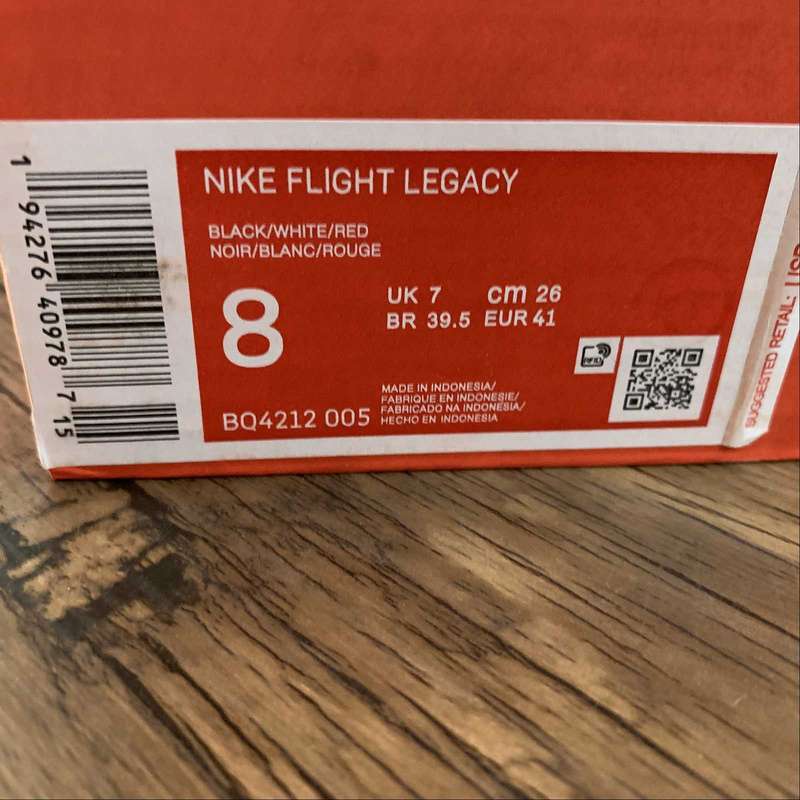 NIKE FLIGHT LEGACY
BLACK/WHITE/RED
NOIR/BLANC/ROUGE
8
UK 7 cm 26
BR 39.5 EUR 41
RFID
MADE IN INDONESIA/
FABRIQUE EN INDONESIE/
FABRICADO NA INDONESIA/
HECHO EN INDONESIA
BQ4212 005
1 94276 40978 7 15
SUGGESTED RETAIL: USD